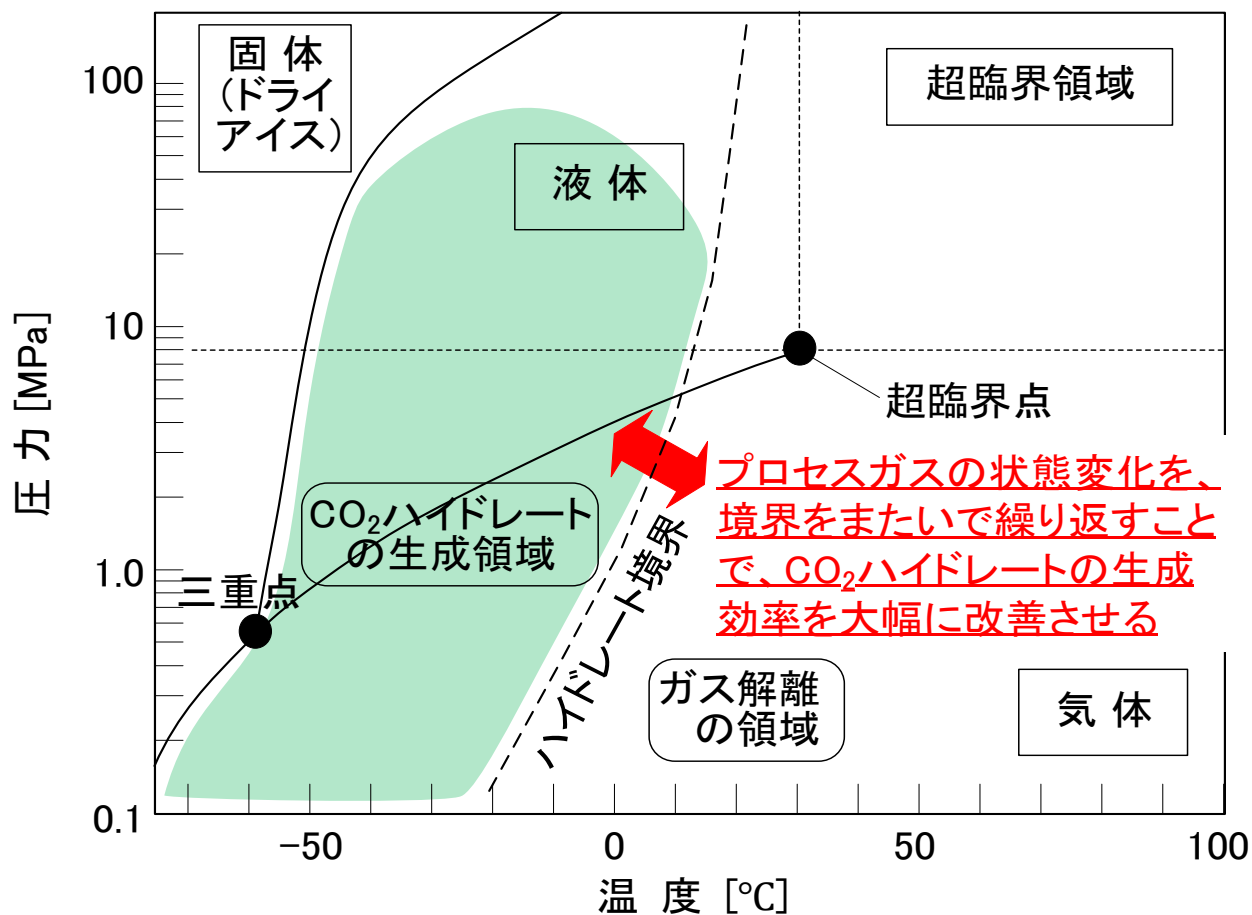 固 体
(ドライ
アイス)
超臨界領域
液 体
100
10
1.0
0.1
圧 力 [MPa]
超臨界点
プロセスガスの状態変化を、
境界をまたいで繰り返すこと
で、CO₂ハイドレートの生成
効率を大幅に改善させる
CO₂ハイドレート
の生成領域
三重点
ハイドレート境界
ガス解離
の領域
気 体
−50
0
50
100
温 度 [℃]